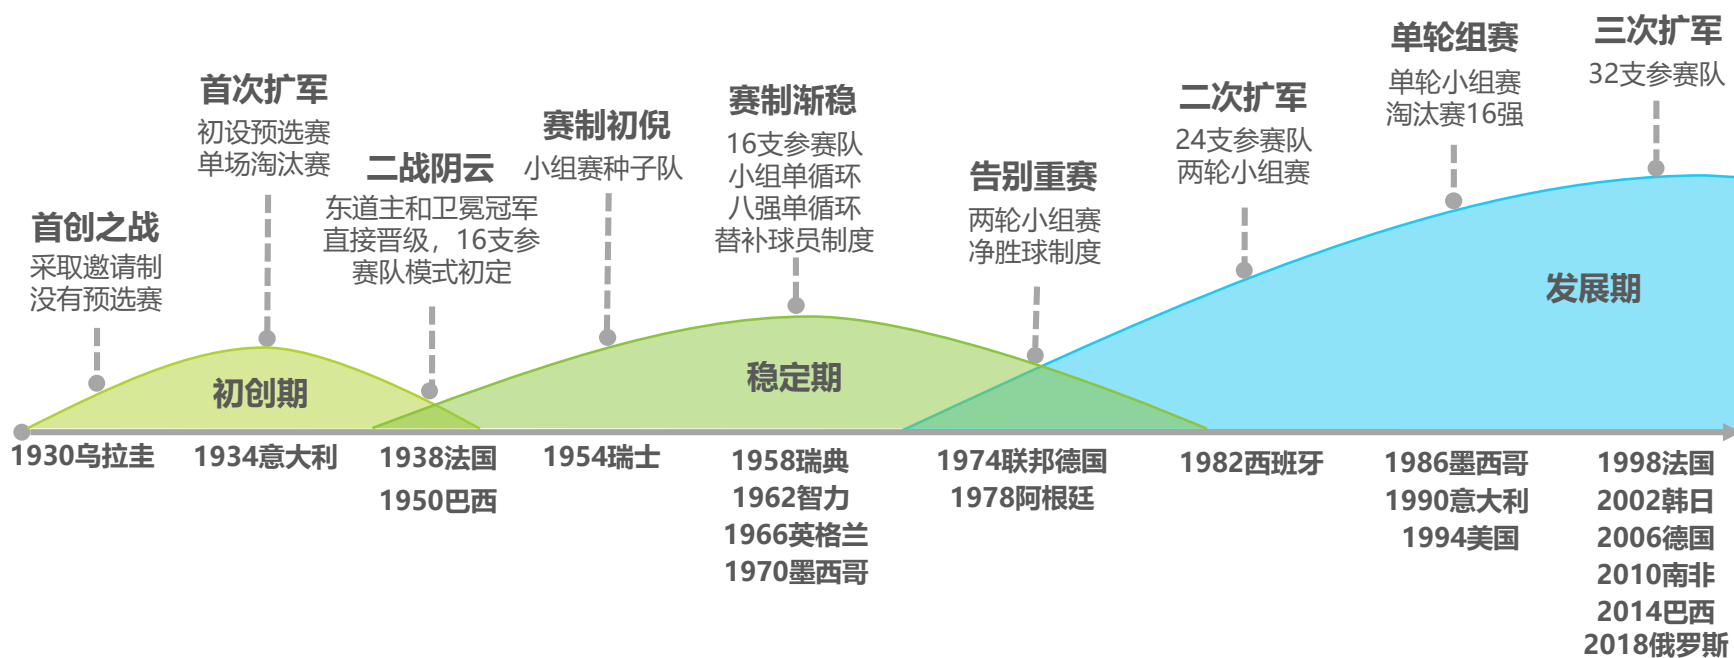 首创之战
采取邀请制
没有预选赛
首次扩军
初设预选赛
单场淘汰赛
二战阴云
东道主和卫冕冠军
直接晋级，16支参
赛队模式初定
赛制初倪
小组赛种子队
赛制渐稳
16支参赛队
小组单循环
八强单循环
替补球员制度
告别重赛
两轮小组赛
净胜球制度
二次扩军
24支参赛队
两轮小组赛
单轮组赛
单轮小组赛
淘汰赛16强
三次扩军
32支参赛队
初创期
稳定期
发展期
1930乌拉圭
1934意大利
1938法国
1950巴西
1954瑞士
1958瑞典
1962智力
1966英格兰
1970墨西哥
1974联邦德国
1978阿根廷
1982西班牙
1986墨西哥
1990意大利
1994美国
1998法国
2002韩日
2006德国
2010南非
2014巴西
2018俄罗斯